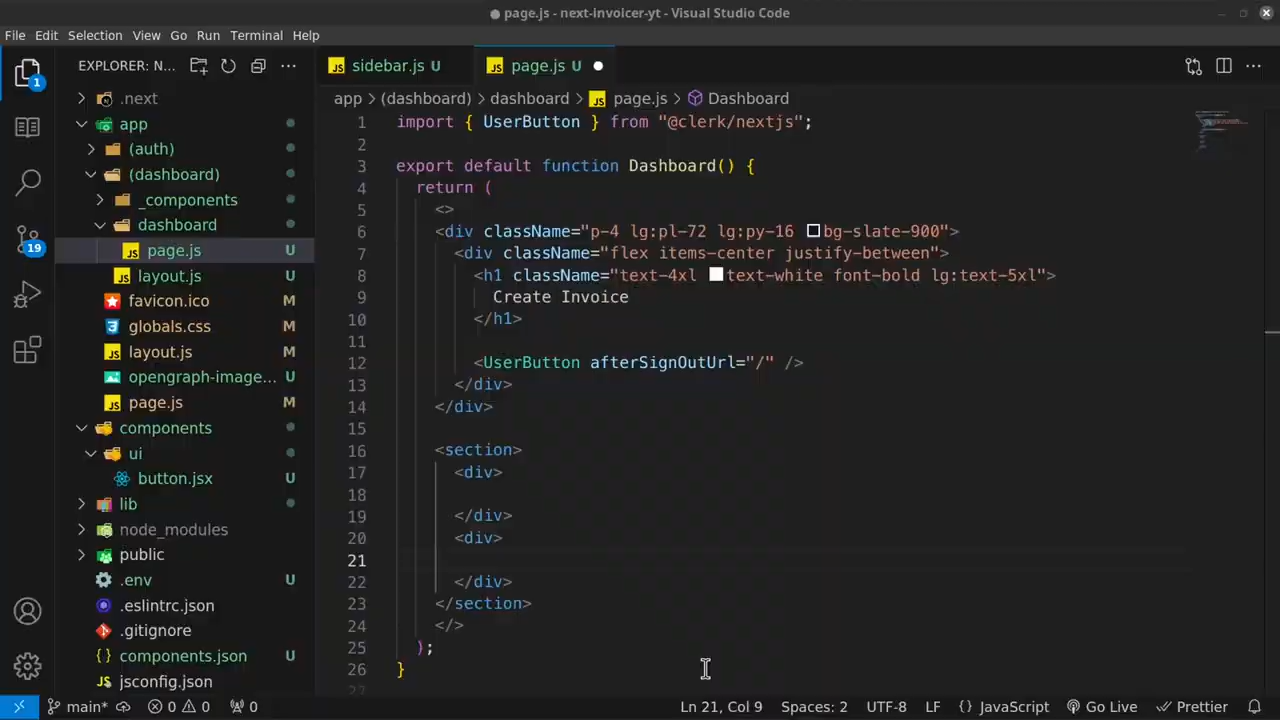 page.js - next-invoicer-yt - Visual Studio Code
File Edit Selection View Go Run Terminal Help
EXPLORER: N...
.next
app
(auth)
(dashboard)
_components
dashboard
page.js U
layout.js U
favicon.ico M
globals.css M
layout.js M
opengraph-image... U
page.js M
components
ui
button.jsx U
lib
node_modules
public
.env U
.eslintrc.json
.gitignore
components.json U
jsconfig.json
1
19
JS sidebar.js U
JS page.js U
app > (dashboard) > dashboard > JS page.js > Dashboard
1 import { UserButton } from "@clerk/nextjs";
2
3 export default function Dashboard() {
4 return (
5 <>
6 <div className="p-4 lg:pl-72 lg:py-16 bg-slate-900">
7 <div className="flex items-center justify-between">
8 <h1 className="text-4xl text-white font-bold lg:text-5xl">
9 Create Invoice
10 </h1>
11
12 <UserButton afterSignOutUrl="/" />
13 </div>
14 </div>
15
16 <section>
17 <div>
18
19 </div>
20 <div>
21
22 </div>
23 </section>
24 </>
25 );
26 }
27
main* 0 0 0 Ln 21, Col 9 Spaces: 2 UTF-8 LF {} JavaScript Go Live Prettier